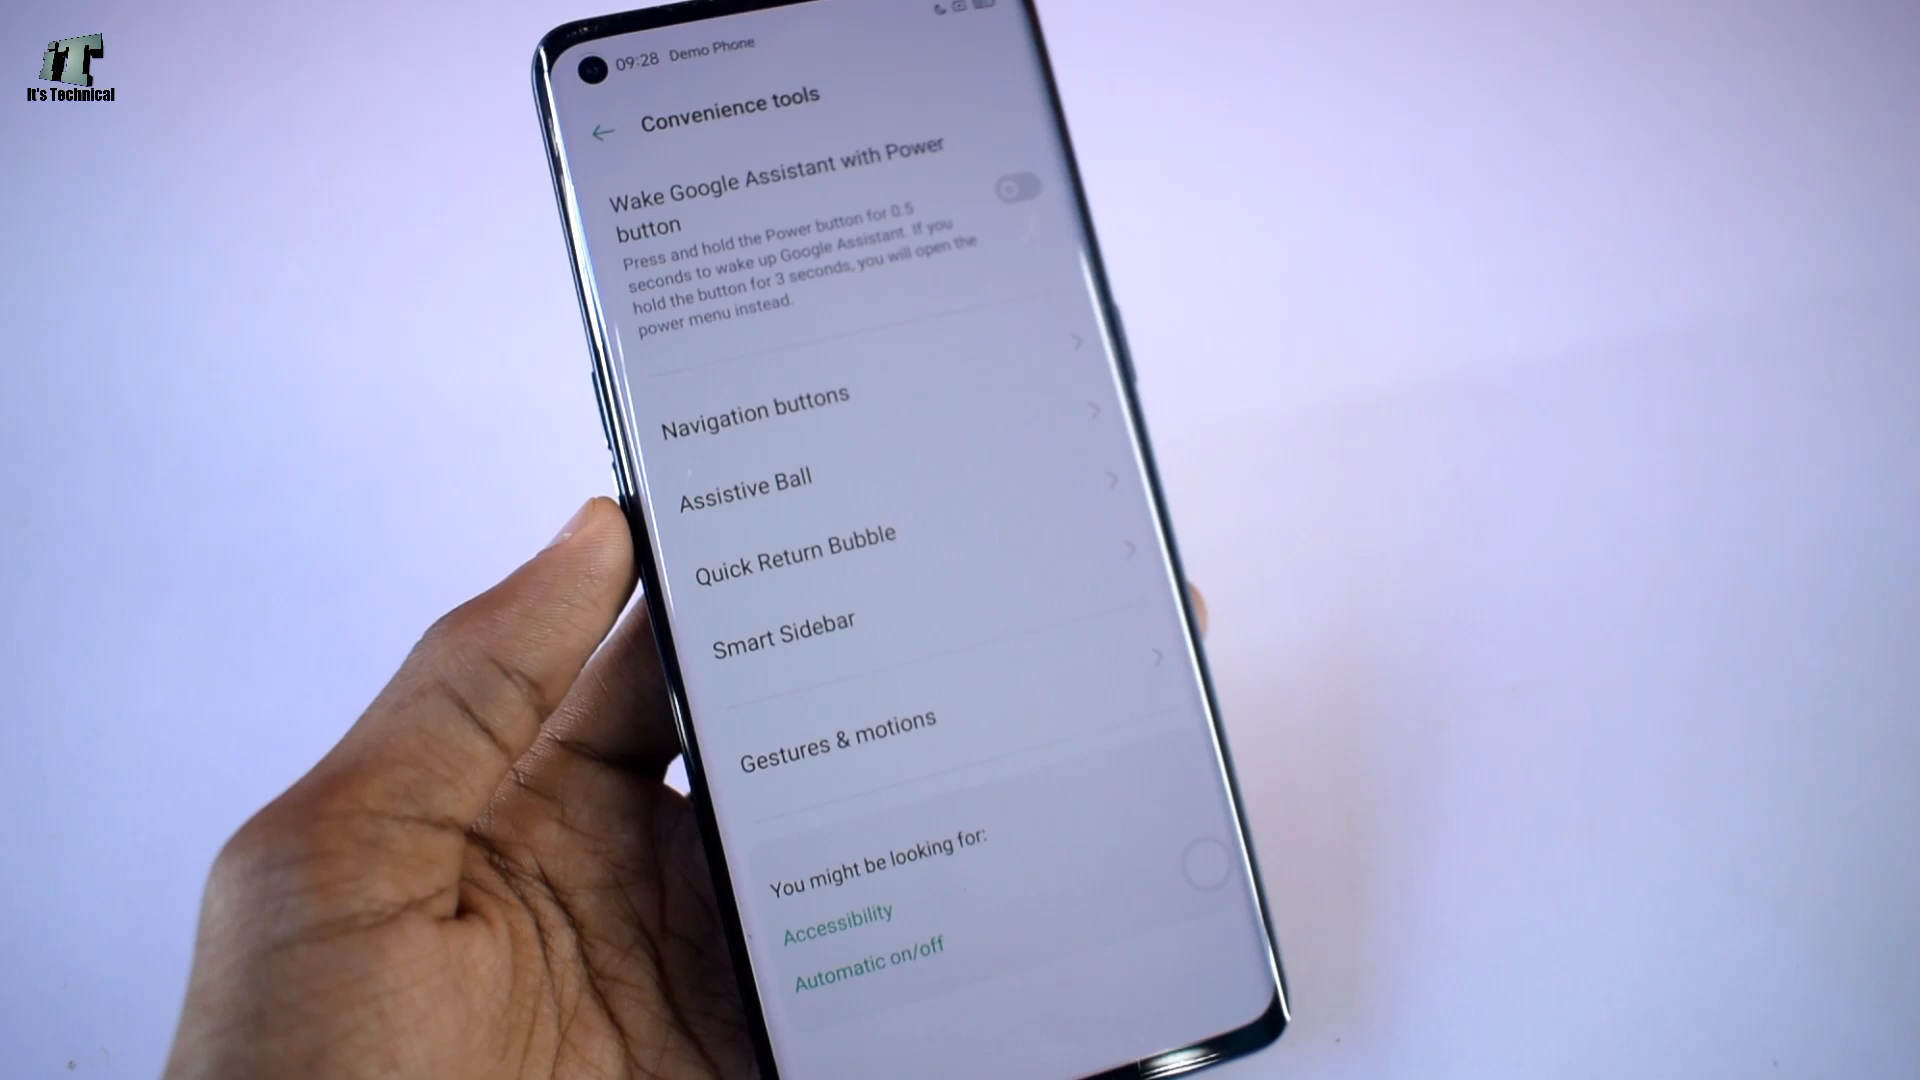 iT
It's Technical
09:28 Demo Phone
Convenience tools
Wake Google Assistant with Power
button
Press and hold the Power button for 0.5
seconds to wake up Google Assistant. If you
hold the button for 3 seconds, you will open the
power menu instead.
Navigation buttons
Assistive Ball
Quick Return Bubble
Smart Sidebar
Gestures & motions
You might be looking for:
Accessibility
Automatic on/off